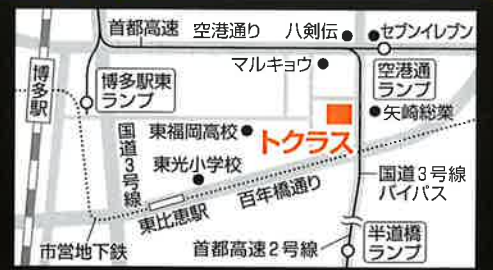 首都高速
空港通り
八剣伝
セブンイレブン
マルキョウ
空港通
ランプ
博多駅
博多駅東
ランプ
矢崎総業
国道3号線
東福岡高校
トクラス
東光小学校
国道3号線
バイパス
百年橋通り
東比恵駅
市営地下鉄
首都高速2号線
半道橋
ランプ